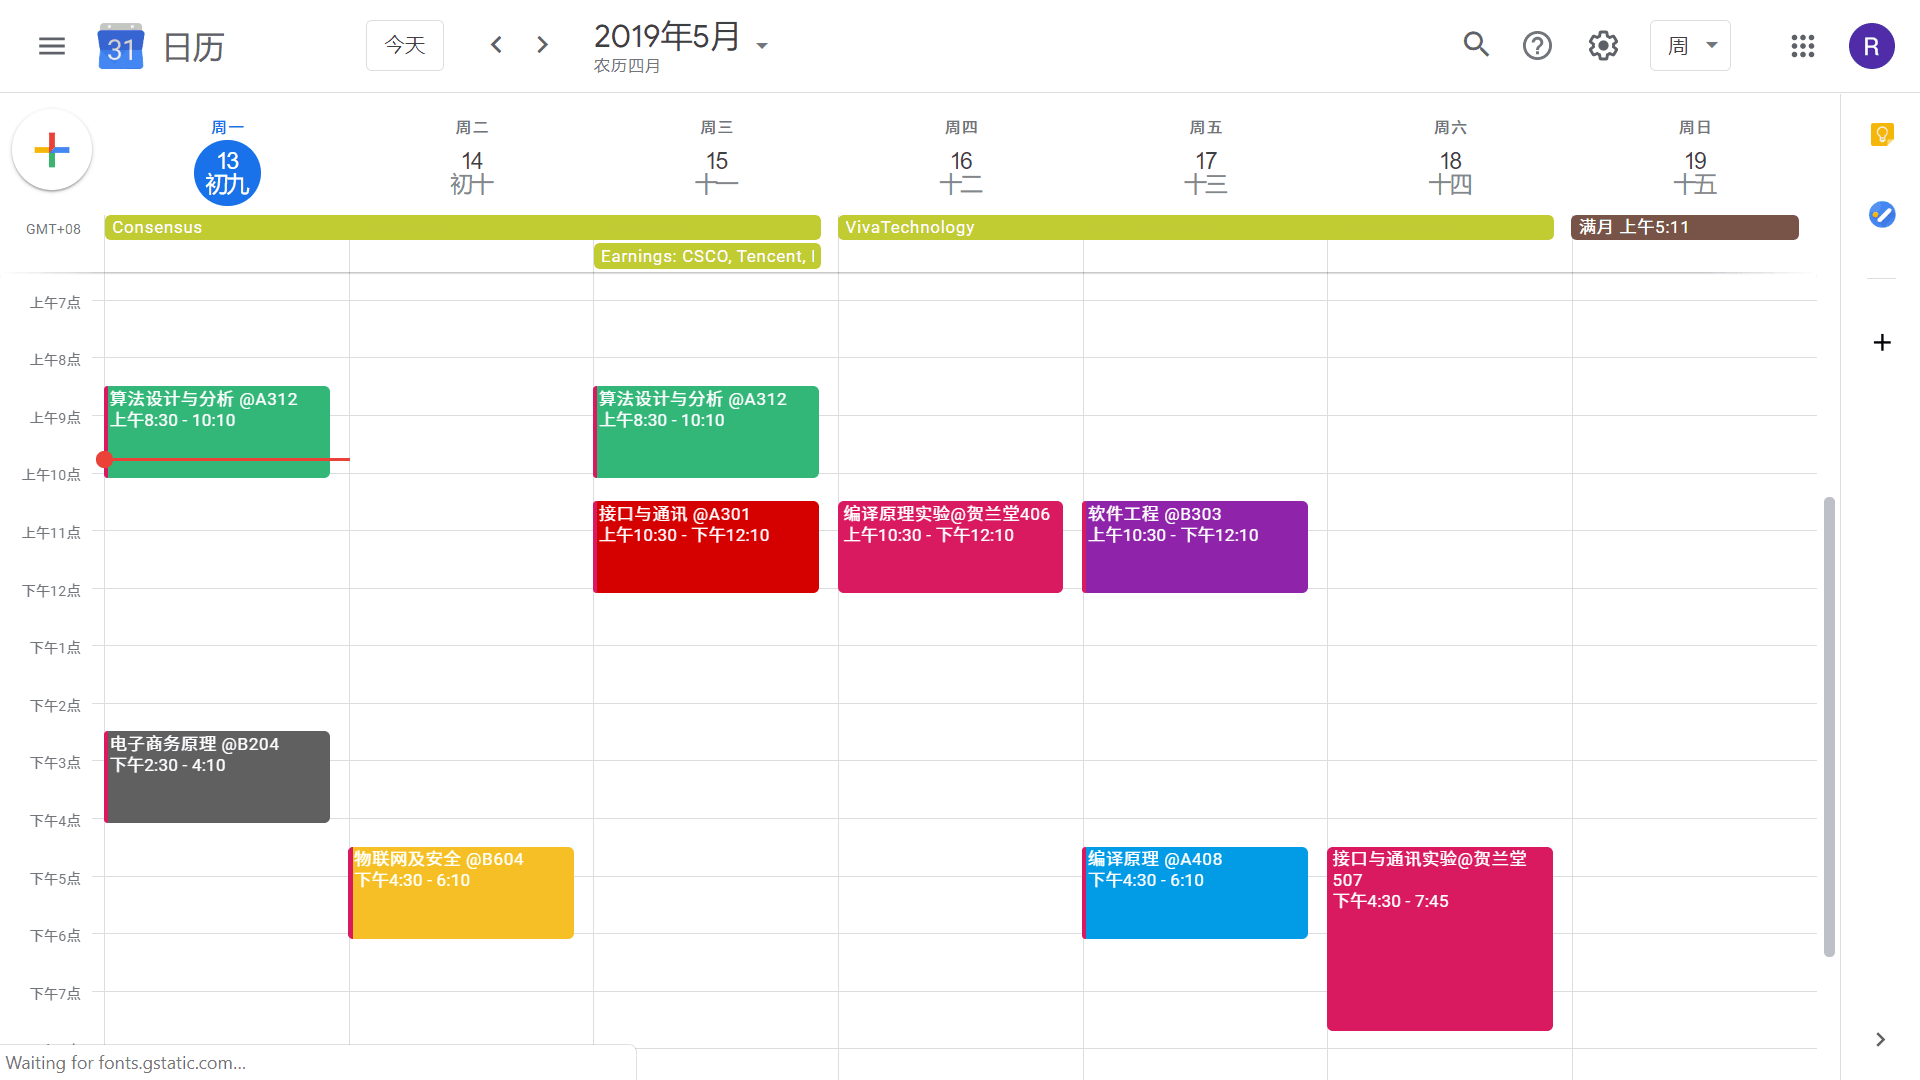 31 日历
今天
2019年5月
农历四月
周
R
周一
13
初九
周二
14
初十
周三
15
十一
周四
16
十二
周五
17
十三
周六
18
十四
周日
19
十五
GMT+08
Consensus
VivaTechnology
满月 上午5:11
Earnings: CSCO, Tencent,
上午7点
上午8点
上午9点
上午10点
上午11点
下午12点
下午1点
下午2点
下午3点
下午4点
下午5点
下午6点
下午7点
算法设计与分析 @A312
上午8:30 - 10:10
电子商务原理 @B204
下午2:30 - 4:10
物联网及安全 @B604
下午4:30 - 6:10
算法设计与分析 @A312
上午8:30 - 10:10
接口与通讯 @A301
上午10:30 - 下午12:10
编译原理实验@贺兰堂406
上午10:30 - 下午12:10
软件工程 @B303
上午10:30 - 下午12:10
编译原理 @A408
下午4:30 - 6:10
接口与通讯实验@贺兰堂
507
下午4:30 - 7:45
Waiting for fonts.gstatic.com...